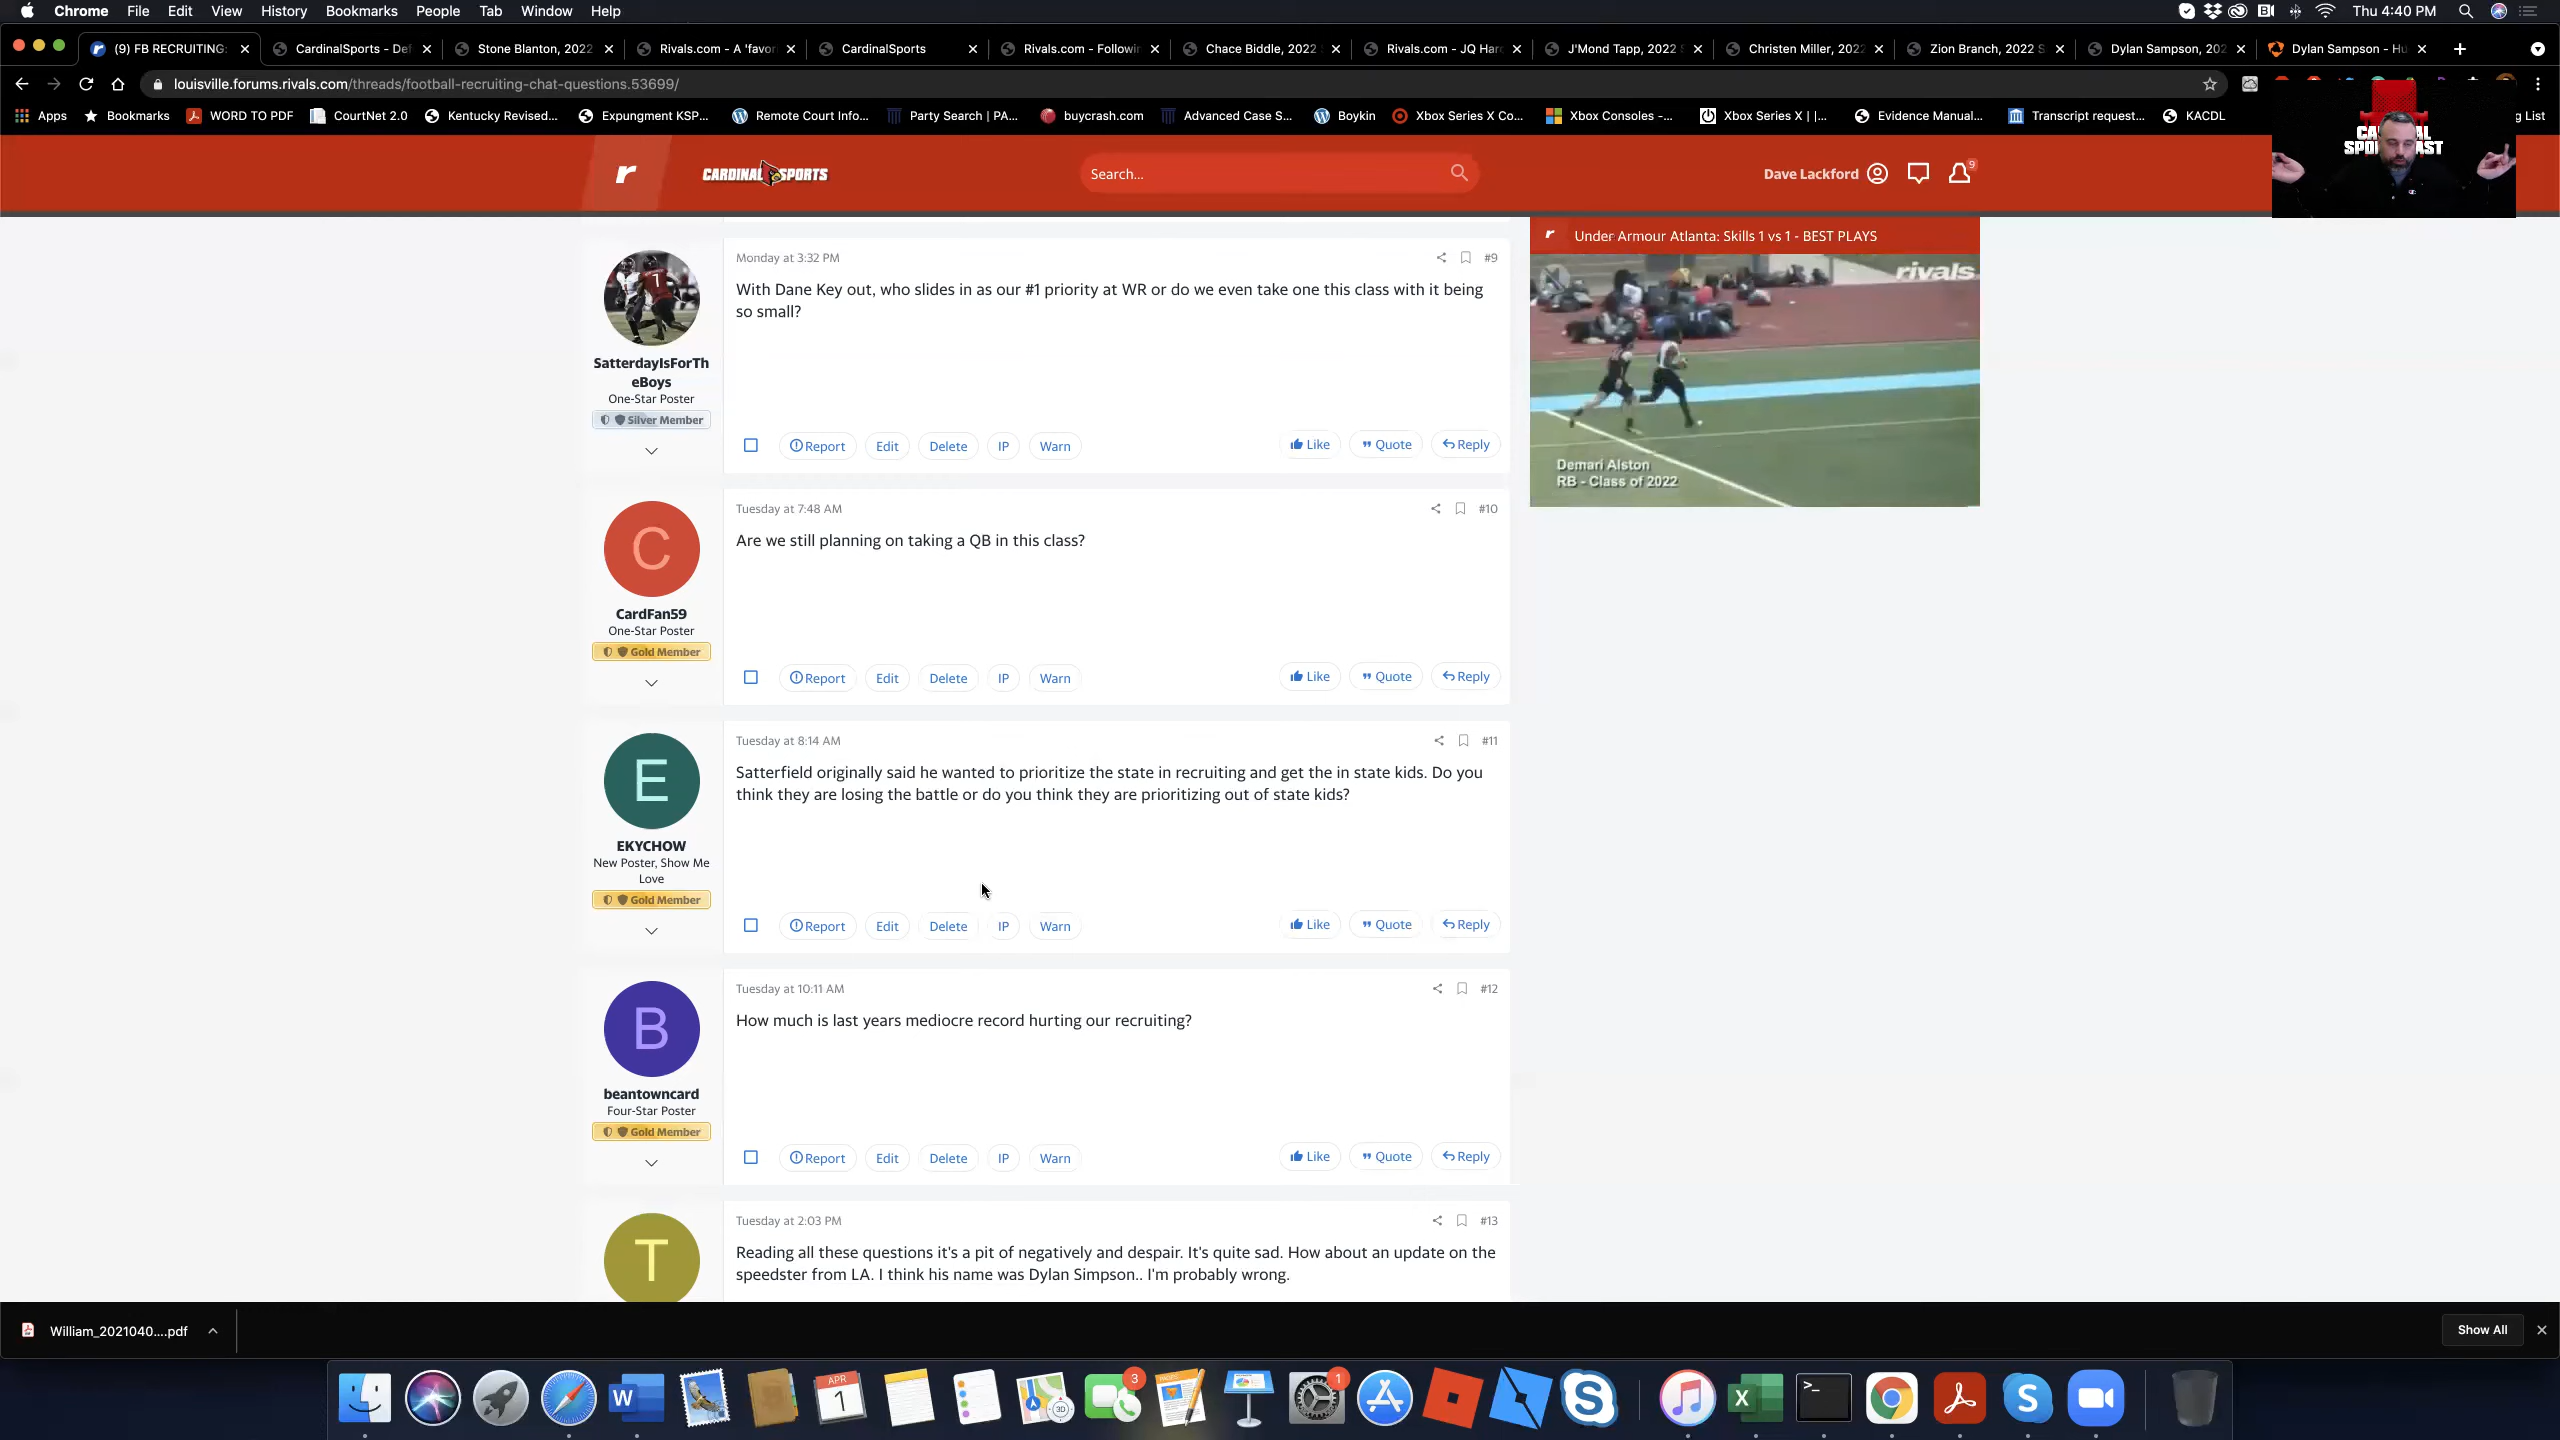 Chrome File Edit View History Bookmarks People Tab Window Help
Thu 4:40 PM
(9) FB RECRUITING:
CardinalSports - Def
Stone Blanton, 2022
Rivals.com - A 'favor
CardinalSports
Rivals.com - Followin
Chace Biddle, 2022
Rivals.com - JQ Har
J'Mond Tapp, 2022
Christen Miller, 2022
Zion Branch, 2022 S
Dylan Sampson, 202
Dylan Sampson - Hu
louisville.forums.rivals.com/threads/football-recruiting-chat-questions.53699/
Apps
Bookmarks
WORD TO PDF
CourtNet 2.0
Kentucky Revised...
Expungment KSP...
Remote Court Info...
Party Search | PA...
buycrash.com
Advanced Case S...
Boykin
Xbox Series X Co...
Xbox Consoles -...
Xbox Series X | |...
Evidence Manual...
Transcript request...
KACDL
g List
r
CARDINAL SPORTS
Search...
Dave Lackford
9
Under Armour Atlanta: Skills 1 vs 1 - BEST PLAYS
rivals
Demari Alston
RB - Class of 2022
Monday at 3:32 PM
#9
With Dane Key out, who slides in as our #1 priority at WR or do we even take one this class with it being
so small?
SatterdayIsForTh
eBoys
One-Star Poster
Silver Member
Report Edit Delete IP Warn
Like Quote Reply
Tuesday at 7:48 AM
#10
Are we still planning on taking a QB in this class?
C
CardFan59
One-Star Poster
Gold Member
Report Edit Delete IP Warn
Like Quote Reply
Tuesday at 8:14 AM
#11
Satterfield originally said he wanted to prioritize the state in recruiting and get the in state kids. Do you
think they are losing the battle or do you think they are prioritizing out of state kids?
E
EKYCHOW
New Poster, Show Me
Love
Gold Member
Report Edit Delete IP Warn
Like Quote Reply
Tuesday at 10:11 AM
#12
How much is last years mediocre record hurting our recruiting?
B
beantowncard
Four-Star Poster
Gold Member
Report Edit Delete IP Warn
Like Quote Reply
Tuesday at 2:03 PM
#13
Reading all these questions it's a pit of negatively and despair. It's quite sad. How about an update on the
speedster from LA. I think his name was Dylan Simpson.. I'm probably wrong.
T
William_2021040....pdf
Show All
W
APR
1
3D
3
1
S
X
S